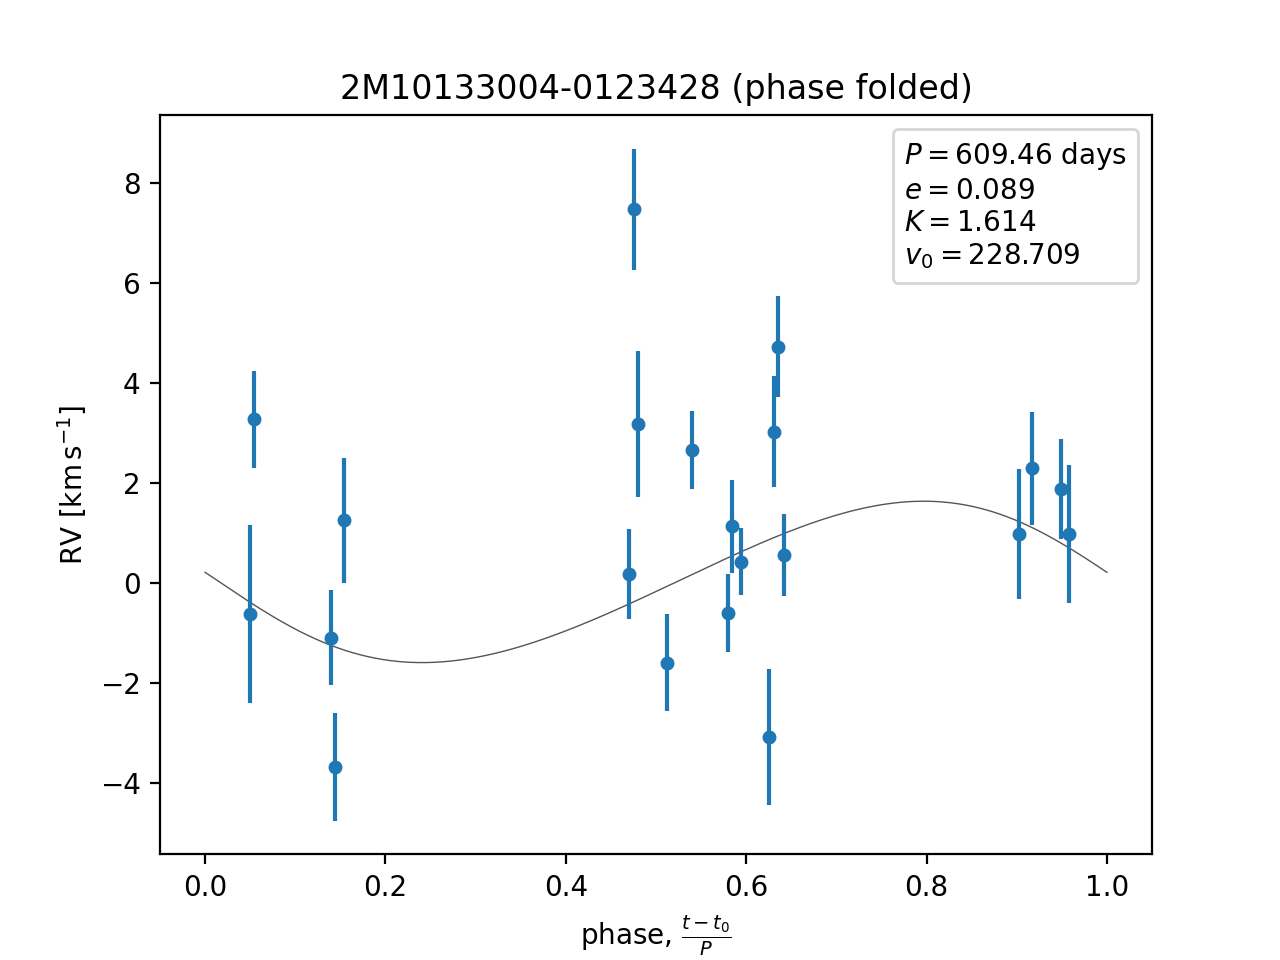 2M10133004-0123428 (phase folded)
P = 609.46 days
e = 0.089
K = 1.614
v₀ = 228.709
RV [km s⁻¹]
8
6
4
2
0
−2
−4
0.0 0.2 0.4 0.6 0.8 1.0
phase, (t − t₀)/P